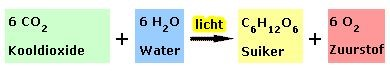 6 CO₂ + 6 H₂O licht C₆H₁₂O₆ + 6 O₂
Kooldioxide Water Suiker Zuurstof